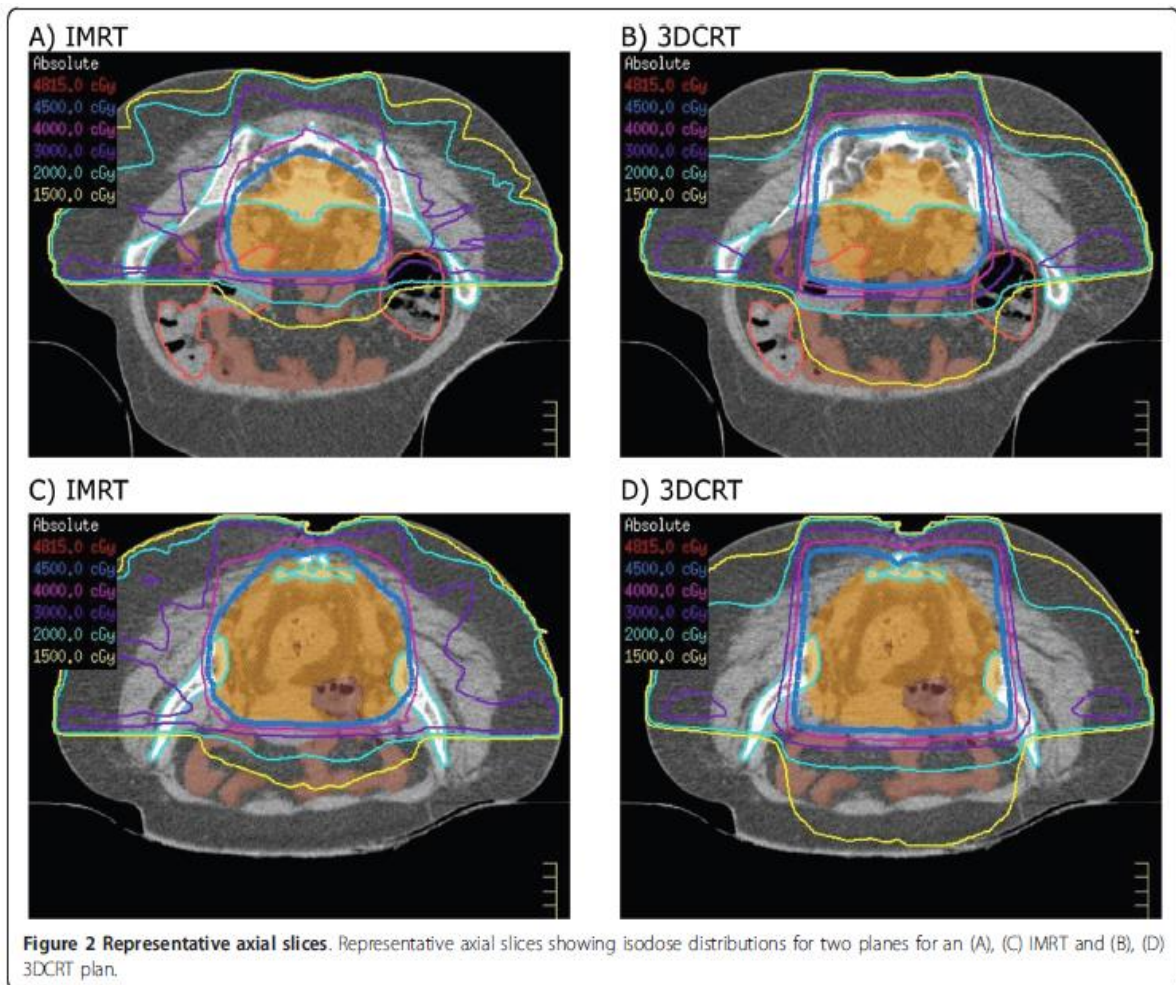 A) IMRT
Absolute
4815.0 cGy
4500.0 cGy
4000.0 cGy
3000.0 cGy
2000.0 cGy
1500.0 cGy
B) 3DCRT
Absolute
4815.0 cGy
4500.0 cGy
4000.0 cGy
3000.0 cGy
2000.0 cGy
1500.0 cGy
C) IMRT
Absolute
4815.0 cGy
4500.0 cGy
4000.0 cGy
3000.0 cGy
2000.0 cGy
1500.0 cGy
D) 3DCRT
Absolute
4815.0 cGy
4500.0 cGy
4000.0 cGy
3000.0 cGy
2000.0 cGy
1500.0 cGy
Figure 2 Representative axial slices. Representative axial slices showing isodose distributions for two planes for an (A), (C) IMRT and (B), (D)
3DCRT plan.